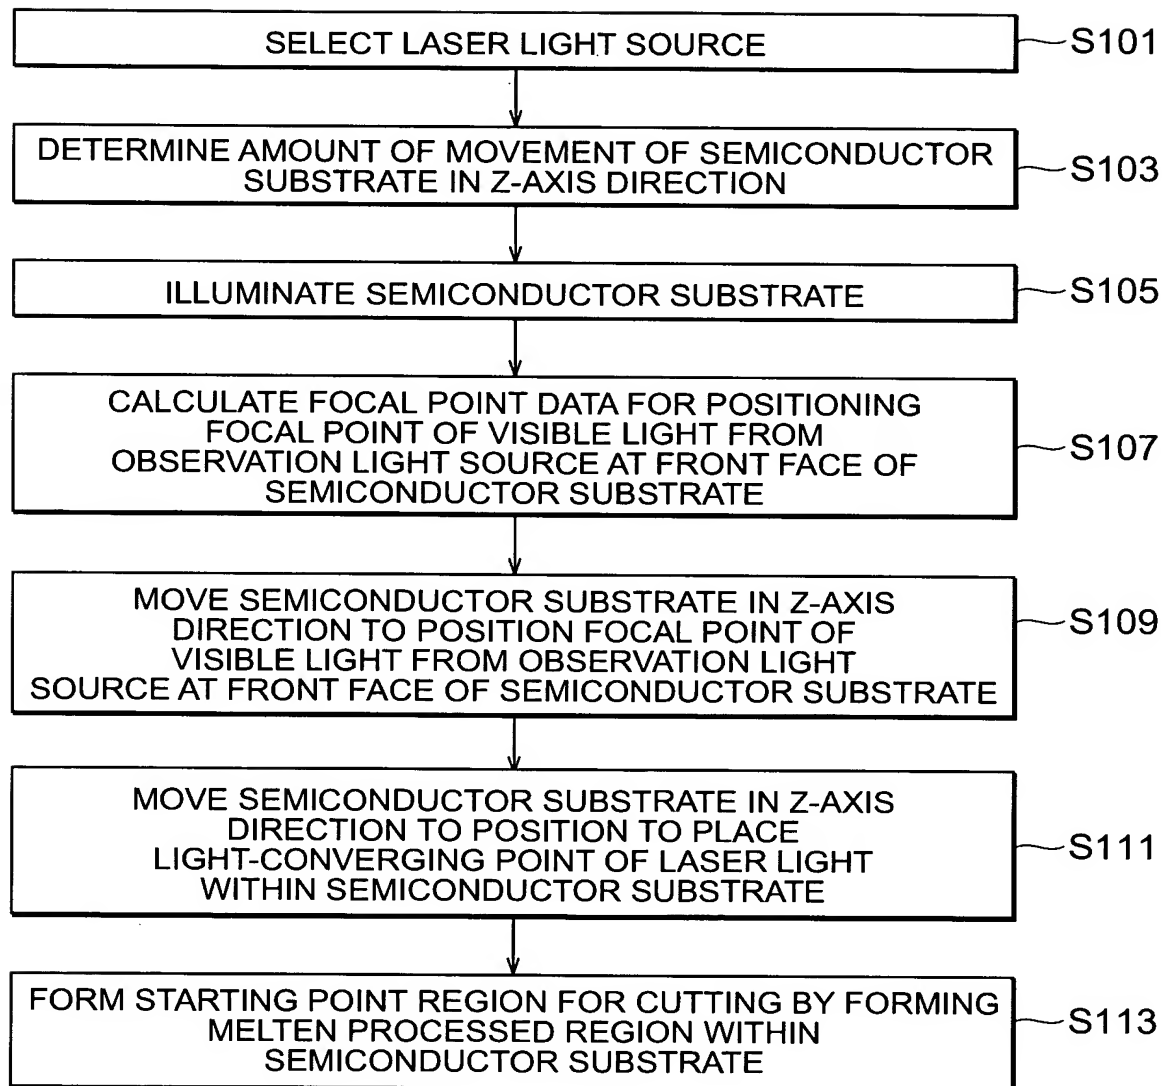 SELECT LASER LIGHT SOURCE
S101
DETERMINE AMOUNT OF MOVEMENT OF SEMICONDUCTOR
SUBSTRATE IN Z-AXIS DIRECTION
S103
ILLUMINATE SEMICONDUCTOR SUBSTRATE
S105
CALCULATE FOCAL POINT DATA FOR POSITIONING
FOCAL POINT OF VISIBLE LIGHT FROM
OBSERVATION LIGHT SOURCE AT FRONT FACE OF
SEMICONDUCTOR SUBSTRATE
S107
MOVE SEMICONDUCTOR SUBSTRATE IN Z-AXIS
DIRECTION TO POSITION FOCAL POINT OF
VISIBLE LIGHT FROM OBSERVATION LIGHT
SOURCE AT FRONT FACE OF SEMICONDUCTOR SUBSTRATE
S109
MOVE SEMICONDUCTOR SUBSTRATE IN Z-AXIS
DIRECTION TO POSITION TO PLACE
LIGHT-CONVERGING POINT OF LASER LIGHT
WITHIN SEMICONDUCTOR SUBSTRATE
S111
FORM STARTING POINT REGION FOR CUTTING BY FORMING
MELTEN PROCESSED REGION WITHIN
SEMICONDUCTOR SUBSTRATE
S113